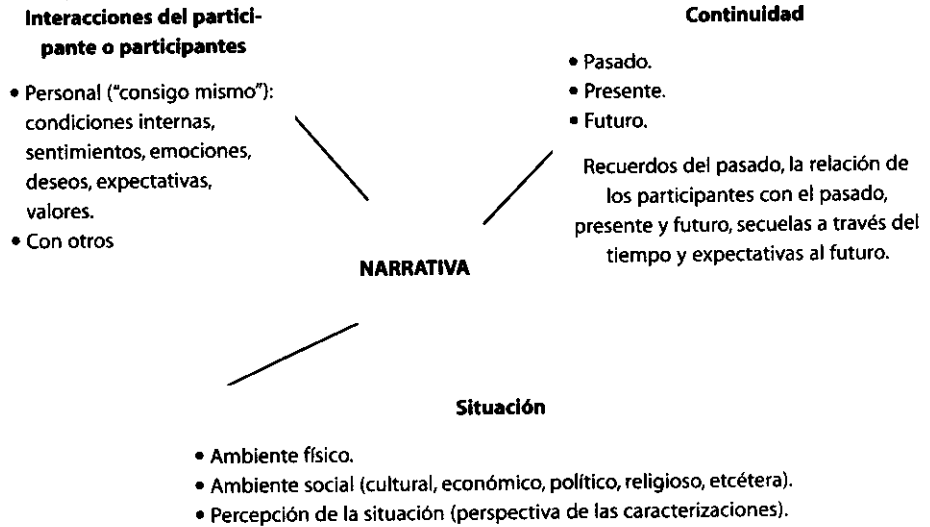 Interacciones del partici-
pante o participantes
• Personal ("consigo mismo"):
condiciones internas,
sentimientos, emociones,
deseos, expectativas,
valores.
• Con otros
Continuidad
• Pasado.
• Presente.
• Futuro.
Recuerdos del pasado, la relación de
los participantes con el pasado,
presente y futuro, secuelas a través del
tiempo y expectativas al futuro.
NARRATIVA
Situación
• Ambiente físico.
• Ambiente social (cultural, económico, político, religioso, etcétera).
• Percepción de la situación (perspectiva de las caracterizaciones).